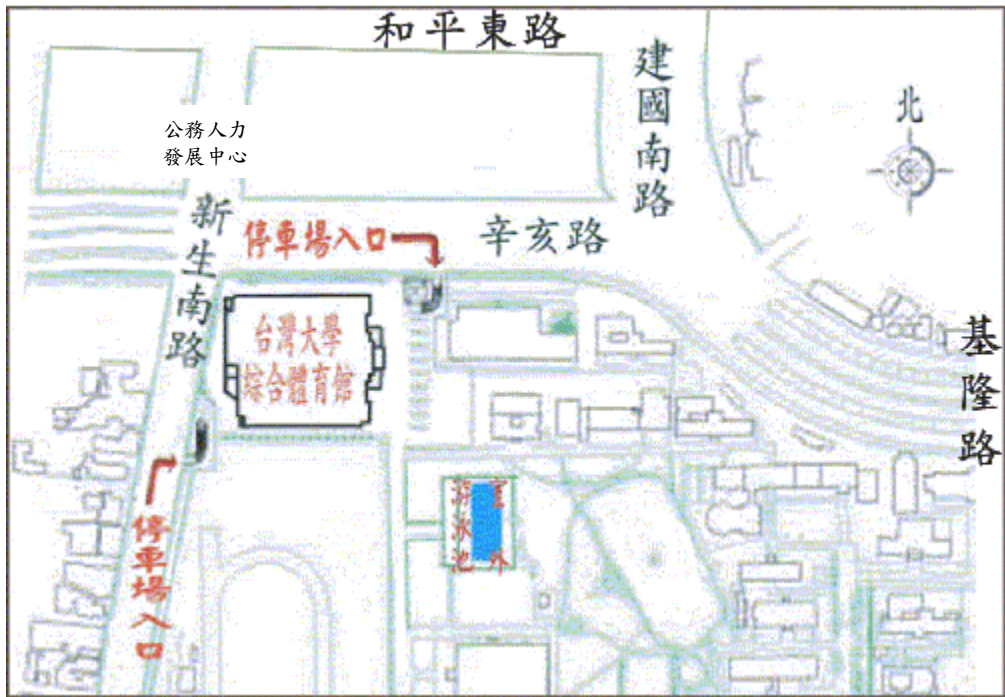 和平東路
建國南路
北
公務人力
發展中心
新生南路
停車場入口
辛亥路
台灣大學
綜合體育館
基隆路
停車場入口
室外
游泳池